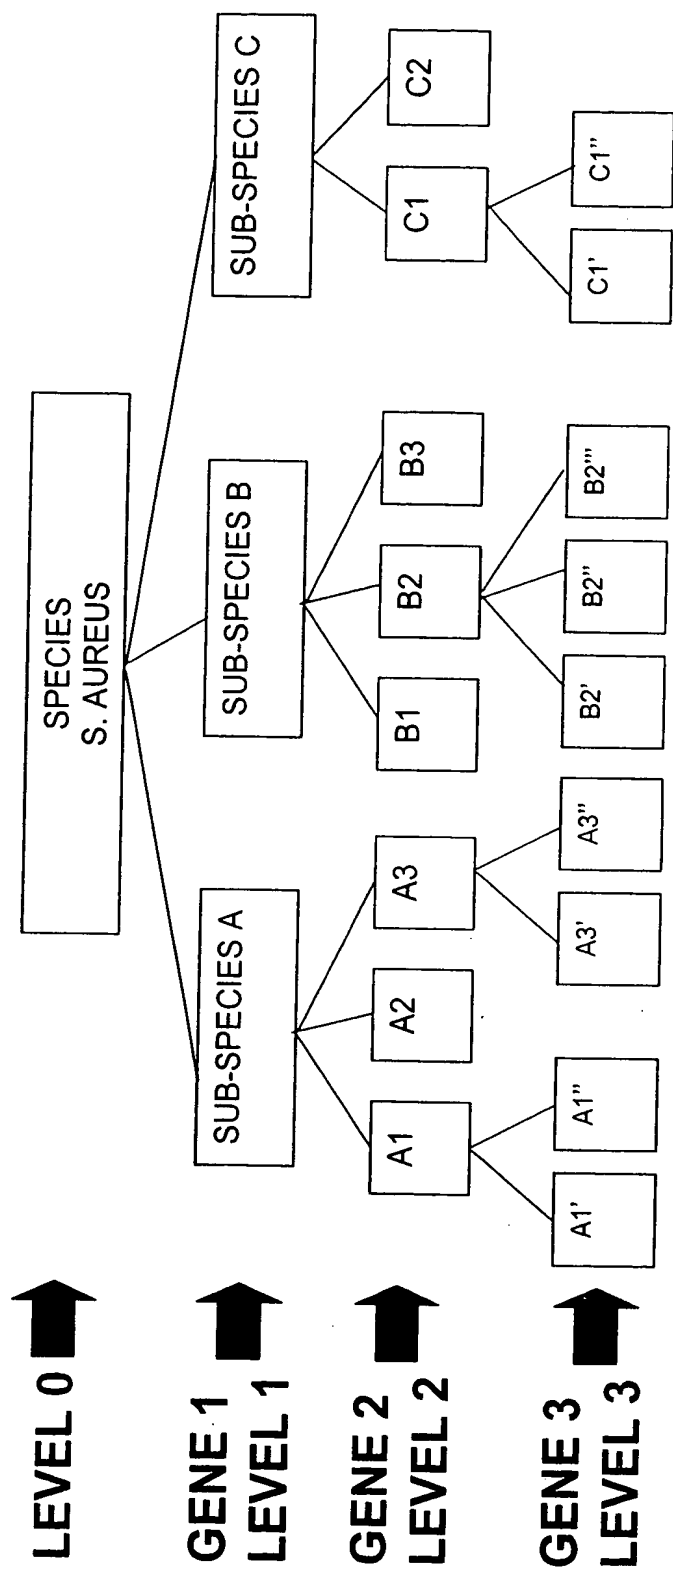 LEVEL 0
SPECIES
S. AUREUS
GENE 1
LEVEL 1
SUB-SPECIES A
SUB-SPECIES B
SUB-SPECIES C
GENE 2
LEVEL 2
A1
A2
A3
B1
B2
B3
C1
C2
GENE 3
LEVEL 3
A1'
A1"
A3'
A3"
B2'
B2"
B2'"
C1'
C1"